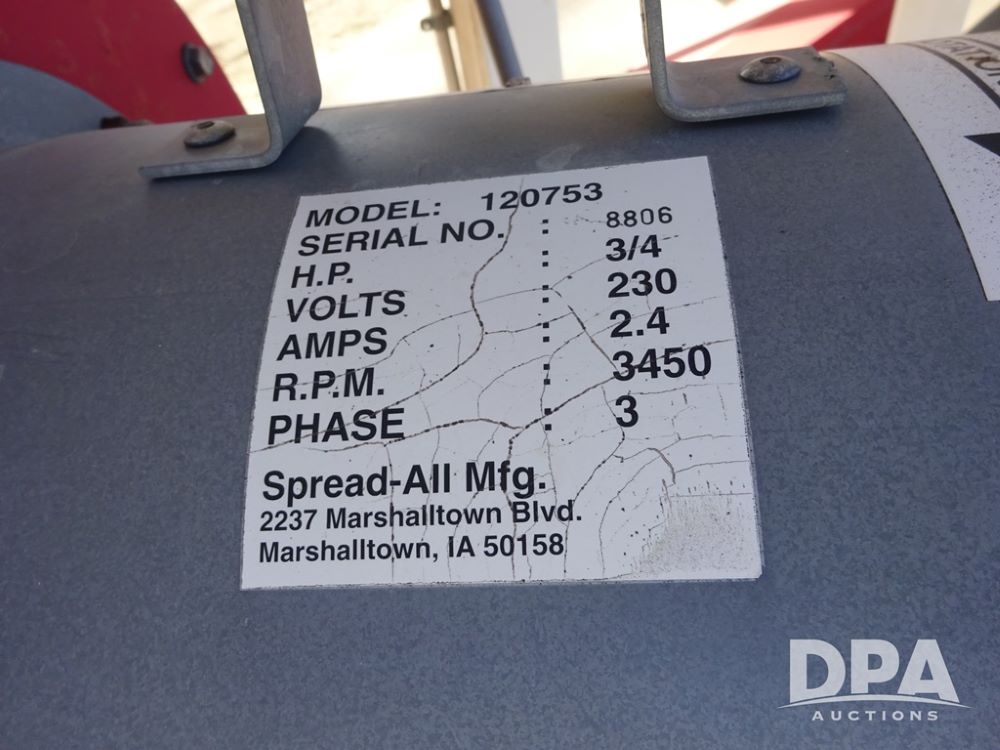 MODEL: 120753
SERIAL NO. : 8806
H.P. : 3/4
VOLTS : 230
AMPS : 2.4
R.P.M. : 3450
PHASE : 3
Spread-All Mfg.
2237 Marshalltown Blvd.
Marshalltown, IA 50158
DPA
AUCTIONS